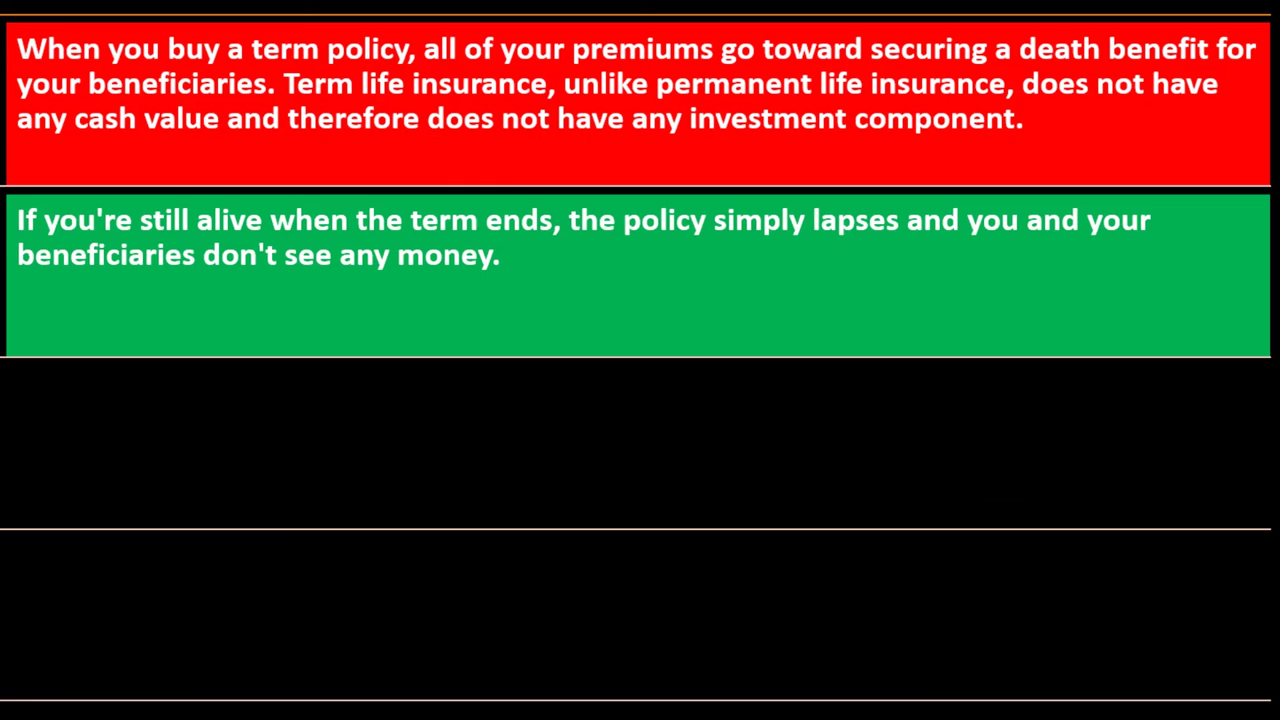 When you buy a term policy, all of your premiums go toward securing a death benefit for
your beneficiaries. Term life insurance, unlike permanent life insurance, does not have
any cash value and therefore does not have any investment component.
If you're still alive when the term ends, the policy simply lapses and you and your
beneficiaries don't see any money.